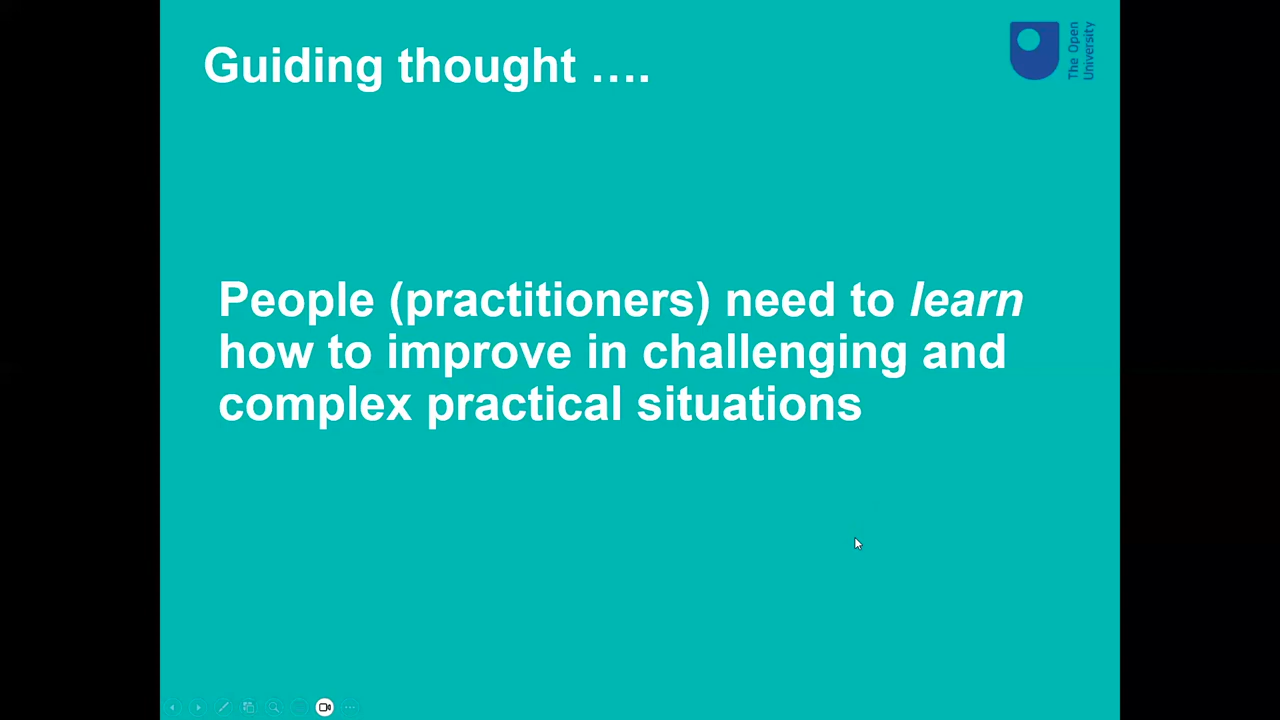 Guiding thought ….
The Open
University
People (practitioners) need to learn
how to improve in challenging and
complex practical situations